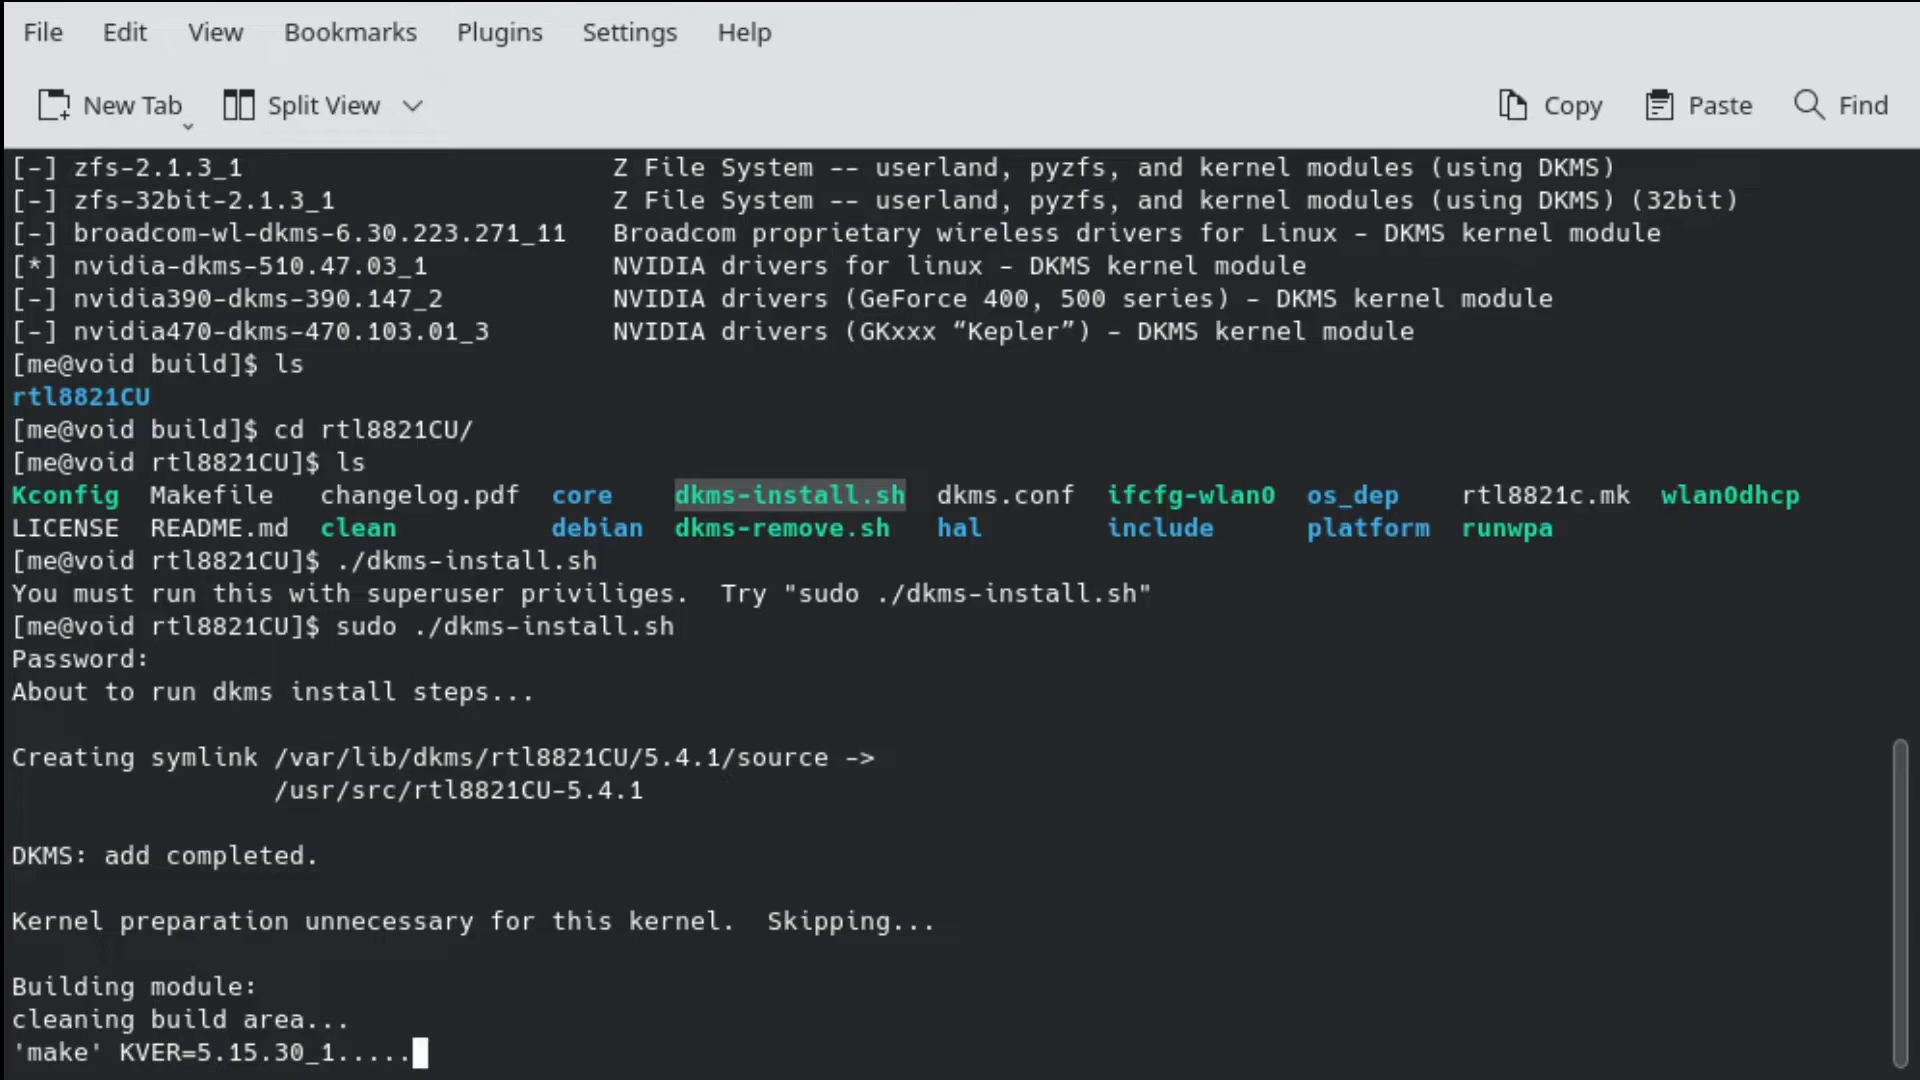 File Edit View Bookmarks Plugins Settings Help
New Tab Split View Copy Paste Find
[-] zfs-2.1.3_1 Z File System -- userland, pyzfs, and kernel modules (using DKMS)
[-] zfs-32bit-2.1.3_1 Z File System -- userland, pyzfs, and kernel modules (using DKMS) (32bit)
[-] broadcom-wl-dkms-6.30.223.271_11 Broadcom proprietary wireless drivers for Linux - DKMS kernel module
[*] nvidia-dkms-510.47.03_1 NVIDIA drivers for linux - DKMS kernel module
[-] nvidia390-dkms-390.147_2 NVIDIA drivers (GeForce 400, 500 series) - DKMS kernel module
[-] nvidia470-dkms-470.103.01_3 NVIDIA drivers (GKxxx “Kepler”) - DKMS kernel module
[me@void build]$ ls
rtl8821CU
[me@void build]$ cd rtl8821CU/
[me@void rtl8821CU]$ ls
Kconfig Makefile changelog.pdf core dkms-install.sh dkms.conf ifcfg-wlan0 os_dep rtl8821c.mk wlan0dhcp
LICENSE README.md clean debian dkms-remove.sh hal include platform runwpa
[me@void rtl8821CU]$ ./dkms-install.sh
You must run this with superuser priviliges.  Try "sudo ./dkms-install.sh"
[me@void rtl8821CU]$ sudo ./dkms-install.sh
Password:
About to run dkms install steps...
Creating symlink /var/lib/dkms/rtl8821CU/5.4.1/source ->
/usr/src/rtl8821CU-5.4.1
DKMS: add completed.
Kernel preparation unnecessary for this kernel.  Skipping...
Building module:
cleaning build area...
'make' KVER=5.15.30_1.....